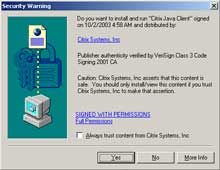 Security Warning
Do you want to install and run "Citrix Java Client" signed
on 10/2/2003 4:58 AM and distributed by:
Citrix Systems, Inc
Publisher authenticity verified by VeriSign Class 3 Code
Signing 2001 CA
Caution: Citrix Systems, Inc asserts that this content is
safe. You should only install/view this content if you trust
Citrix Systems, Inc to make that assertion.
SIGNED WITH PERMISSIONS
Full Permissions
Always trust content from Citrix Systems, Inc
Yes
No
More Info